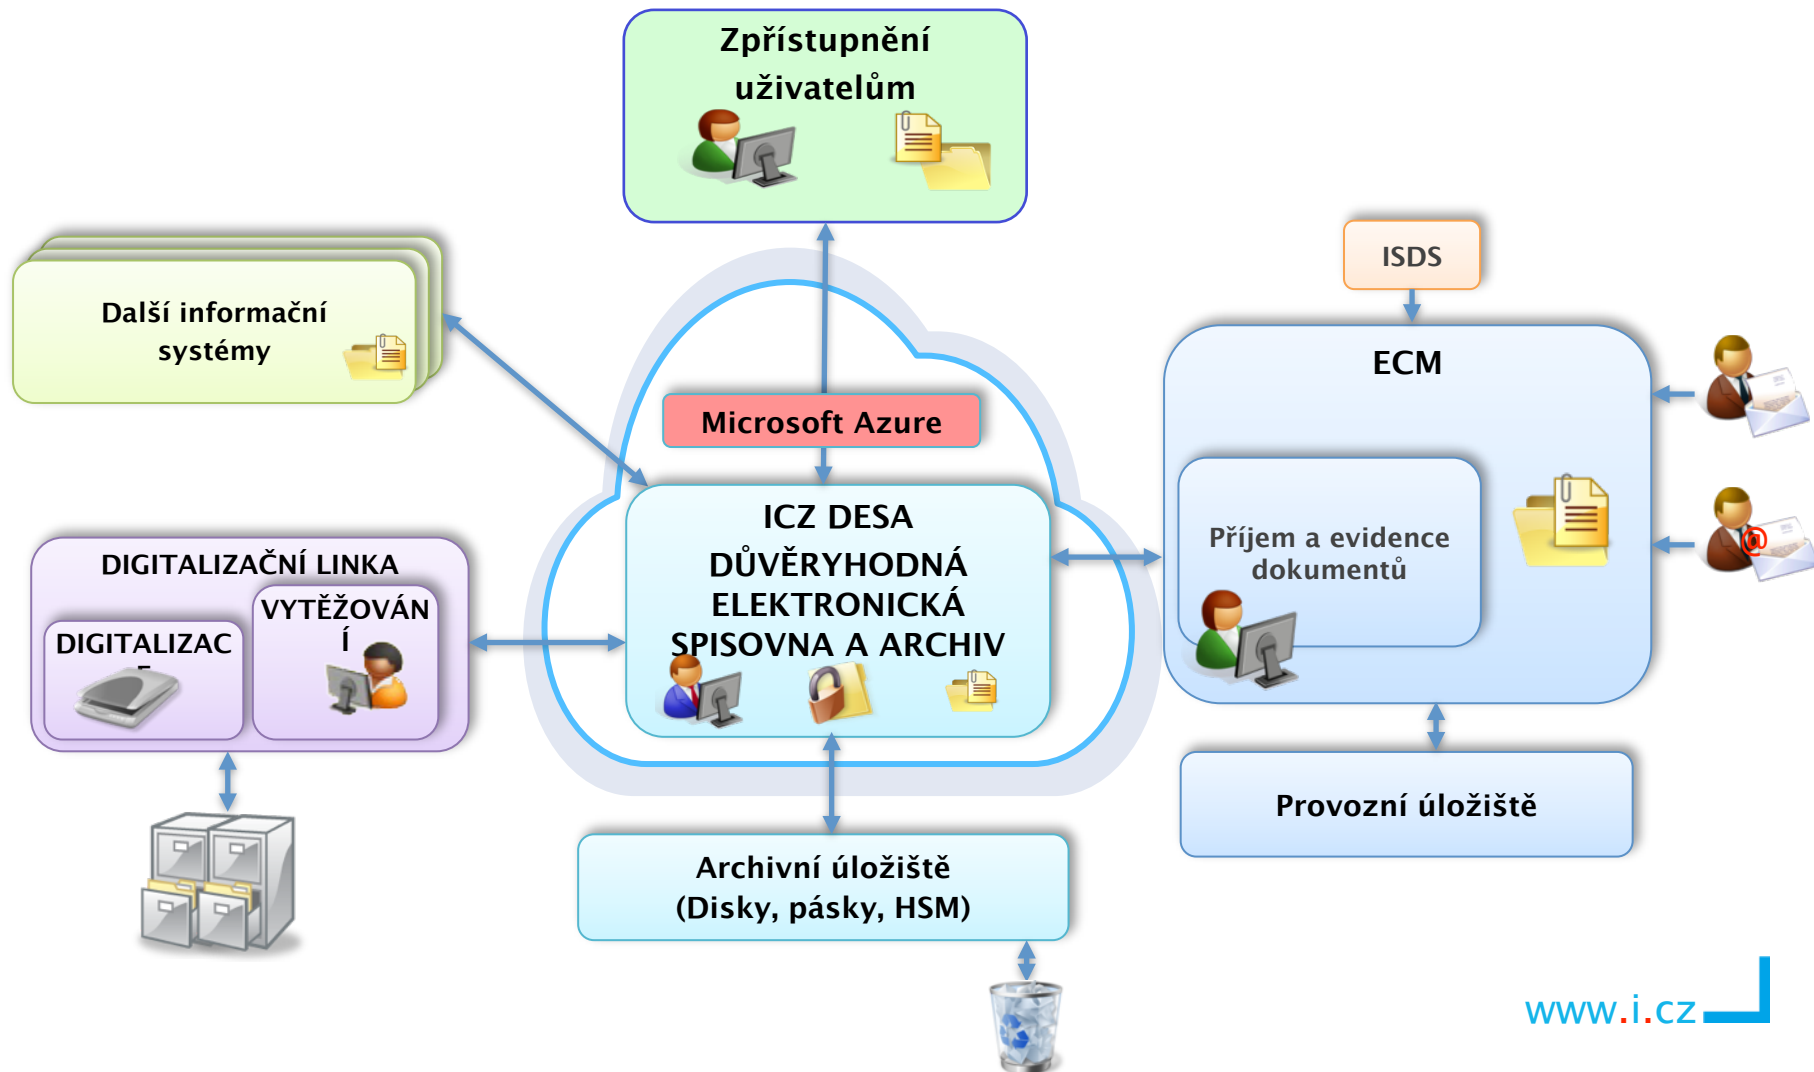 Zpřístupnění
uživatelům
ISDS
Další informační
systémy
ECM
Microsoft Azure
ICZ DESA
DŮVĚRYHODNÁ
ELEKTRONICKÁ
SPISOVNA A ARCHIV
Příjem a evidence
dokumentů
DIGITALIZAČNÍ LINKA
VYTĚŽOVÁN
Í
DIGITALIZAC
@
Provozní úložiště
Archivní úložiště
(Disky, pásky, HSM)
www.i.cz